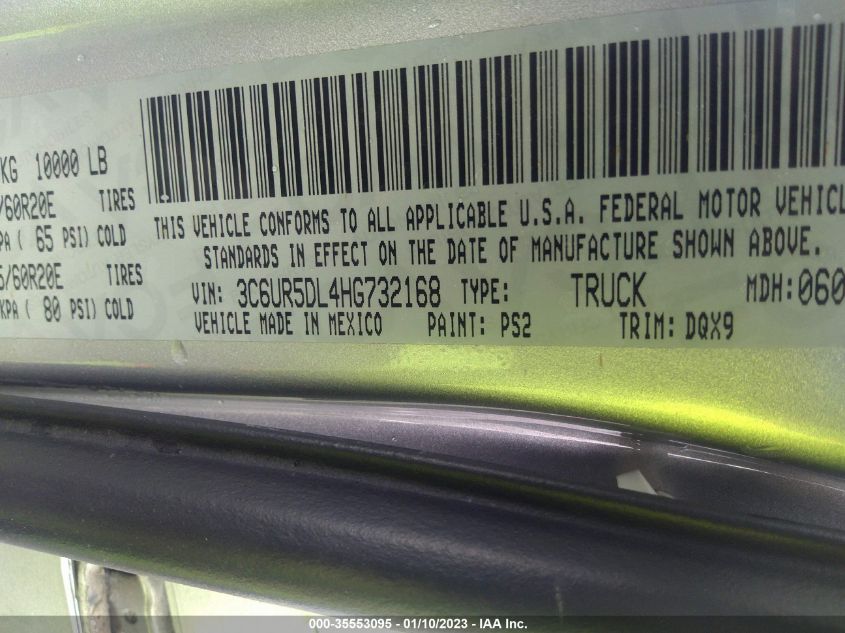 KG 10000 LB
/60R20E TIRES
PA ( 65 PSI) COLD
5/60R20E TIRES
KPA ( 80 PSI) COLD
THIS VEHICLE CONFORMS TO ALL APPLICABLE U.S.A. FEDERAL MOTOR VEHICL
STANDARDS IN EFFECT ON THE DATE OF MANUFACTURE SHOWN ABOVE.
VIN: 3C6UR5DL4HG732168 TYPE: TRUCK MDH:060
VEHICLE MADE IN MEXICO PAINT: PS2 TRIM: DQX9
000-35553095 - 01/10/2023 - IAA Inc.